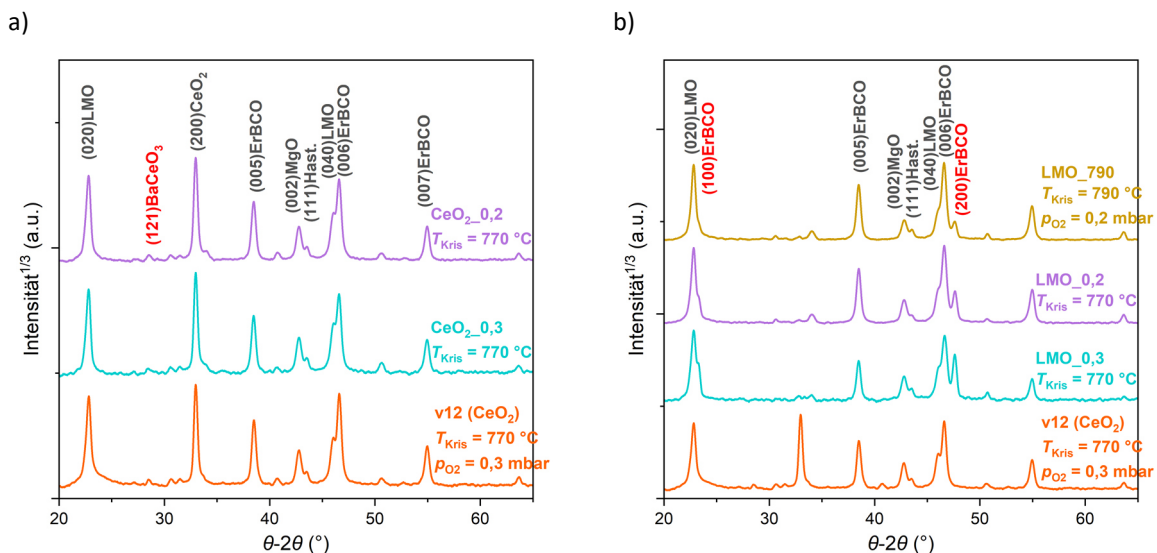 a)
(020)LMO
(121)BaCeO3
(200)CeO2
(005)ErBCO
(002)MgO
(111)Hast.
(040)LMO
(006)ErBCO
(007)ErBCO
CeO2_0,2
TKris = 770 °C
CeO2_0,3
TKris = 770 °C
v12 (CeO2)
TKris = 770 °C
pO2 = 0,3 mbar
Intensität1/3 (a.u.)
20 30 40 50 60
θ-2θ (°)
b)
(020)LMO
(100)ErBCO
(005)ErBCO
(002)MgO
(111)Hast.
(040)LMO
(006)ErBCO
(200)ErBCO
LMO_790
TKris = 790 °C
pO2 = 0,2 mbar
LMO_0,2
TKris = 770 °C
LMO_0,3
TKris = 770 °C
v12 (CeO2)
TKris = 770 °C
pO2 = 0,3 mbar
Intensität1/3 (a.u.)
20 30 40 50 60
θ-2θ (°)